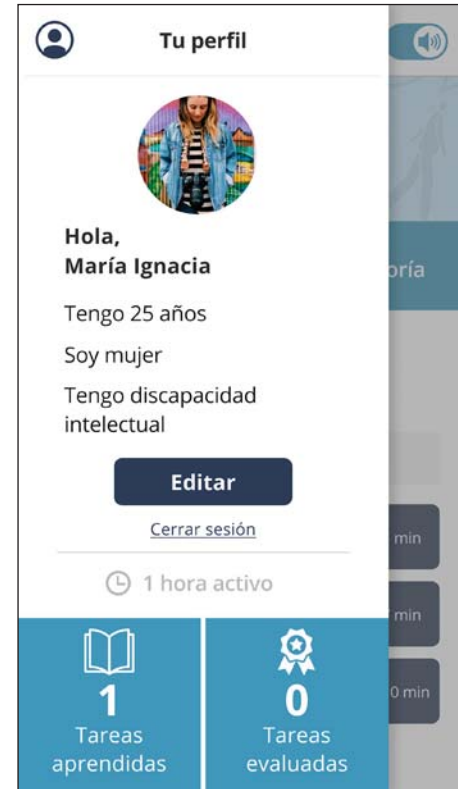 Tu perfil
Hola,
María Ignacia
oría
Tengo 25 años
Soy mujer
Tengo discapacidad
intelectual
Editar
Cerrar sesión
min
1 hora activo
min
1
0
0 min
Tareas
aprendidas
Tareas
evaluadas